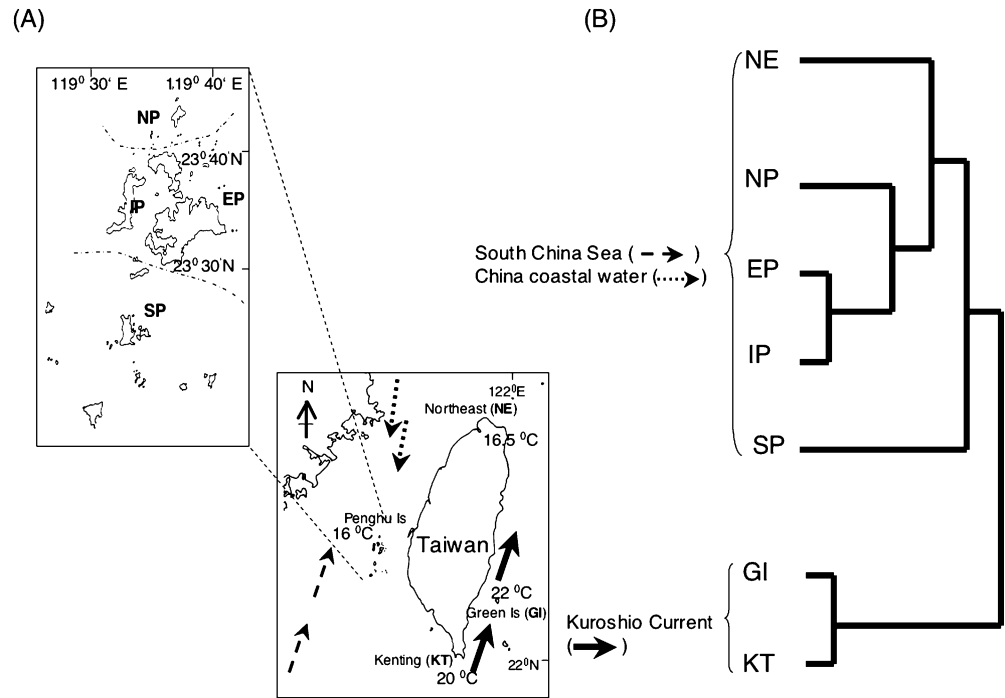 (A)
119⁰ 30' E
119⁰ 40' E
NP
23⁰ 40' N
IP
EP
23⁰ 30' N
SP
N
122⁰E
Northeast (NE)
16.5 ⁰C
Penghu Is
16 ⁰C
Taiwan
22 ⁰C
Green Is (GI)
Kenting (KT)
20 ⁰C
22⁰N
(B)
NE
NP
South China Sea ( )
China coastal water ( )
EP
IP
SP
GI
Kuroshio Current
( )
KT